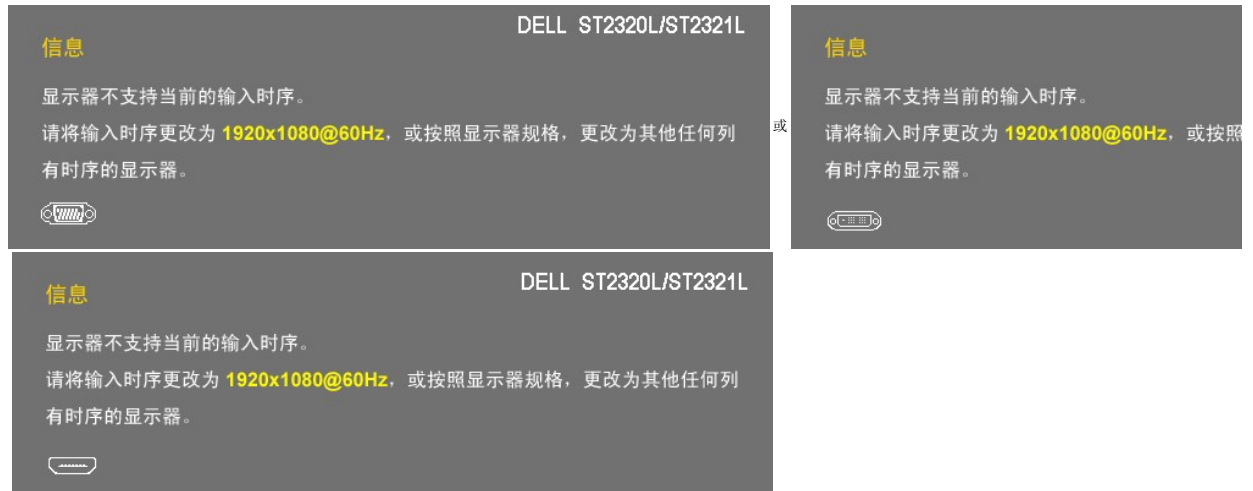 DELL ST2320L/ST2321L
信息
显示器不支持当前的输入时序。
请将输入时序更改为 1920x1080@60Hz，或按照显示器规格，更改为其他任何列
有时序的显示器。
或
信息
显示器不支持当前的输入时序。
请将输入时序更改为 1920x1080@60Hz，或按照
有时序的显示器。
DELL ST2320L/ST2321L
信息
显示器不支持当前的输入时序。
请将输入时序更改为 1920x1080@60Hz，或按照显示器规格，更改为其他任何列
有时序的显示器。